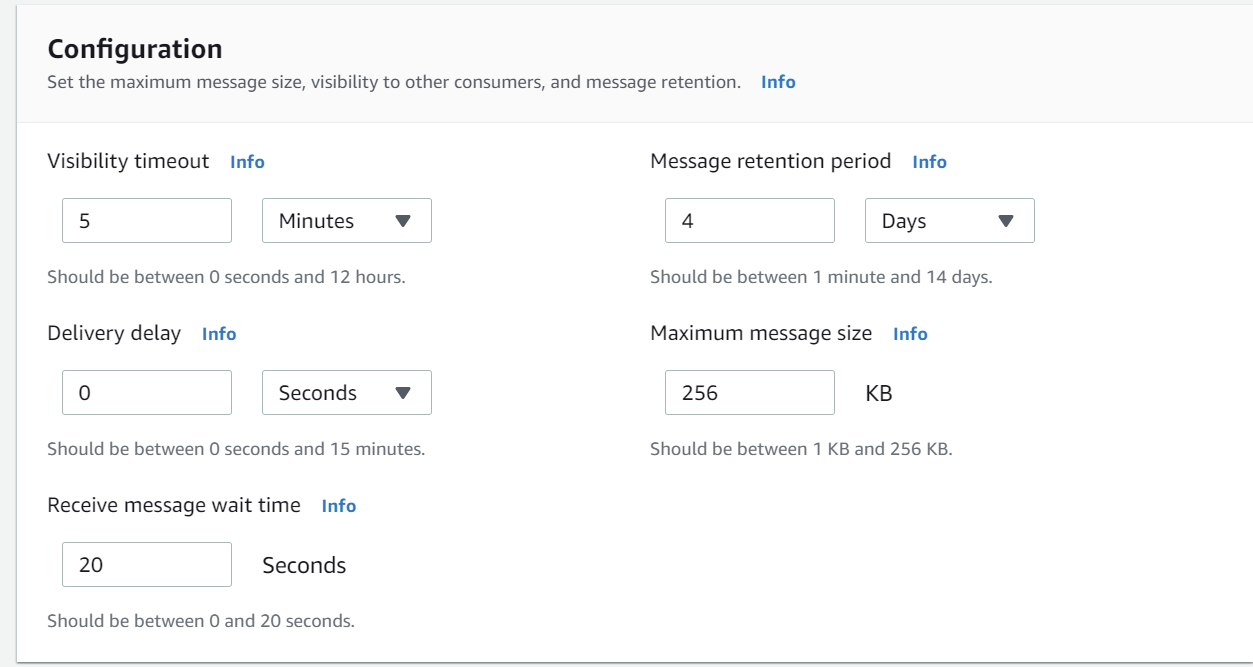 Configuration
Set the maximum message size, visibility to other consumers, and message retention. Info
Visibility timeout Info
5 Minutes
Should be between 0 seconds and 12 hours.
Message retention period Info
4 Days
Should be between 1 minute and 14 days.
Delivery delay Info
0 Seconds
Should be between 0 seconds and 15 minutes.
Maximum message size Info
256 KB
Should be between 1 KB and 256 KB.
Receive message wait time Info
20 Seconds
Should be between 0 and 20 seconds.